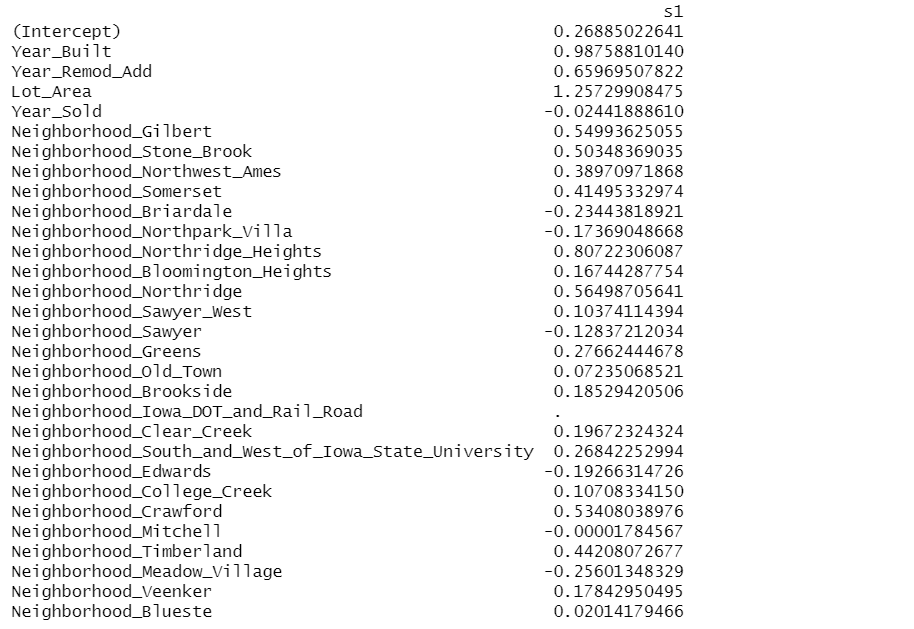 s1
(Intercept) 0.26885022641
Year_Built 0.98758810140
Year_Remod_Add 0.65969507822
Lot_Area 1.25729908475
Year_Sold -0.02441888610
Neighborhood_Gilbert 0.54993625055
Neighborhood_Stone_Brook 0.50348369035
Neighborhood_Northwest_Ames 0.38970971868
Neighborhood_Somerset 0.41495332974
Neighborhood_Briardale -0.23443818921
Neighborhood_Northpark_Villa -0.17369048668
Neighborhood_Northridge_Heights 0.80722306087
Neighborhood_Bloomington_Heights 0.16744287754
Neighborhood_Northridge 0.56498705641
Neighborhood_Sawyer_West 0.10374114394
Neighborhood_Sawyer -0.12837212034
Neighborhood_Greens 0.27662444678
Neighborhood_Old_Town 0.07235068521
Neighborhood_Brookside 0.18529420506
Neighborhood_Iowa_DOT_and_Rail_Road .
Neighborhood_Clear_Creek 0.19672324324
Neighborhood_South_and_West_of_Iowa_State_University 0.26842252994
Neighborhood_Edwards -0.19266314726
Neighborhood_College_Creek 0.10708334150
Neighborhood_Crawford 0.53408038976
Neighborhood_Mitchell -0.00001784567
Neighborhood_Timberland 0.44208072677
Neighborhood_Meadow_Village -0.25601348329
Neighborhood_Veenker 0.17842950495
Neighborhood_Blueste 0.02014179466